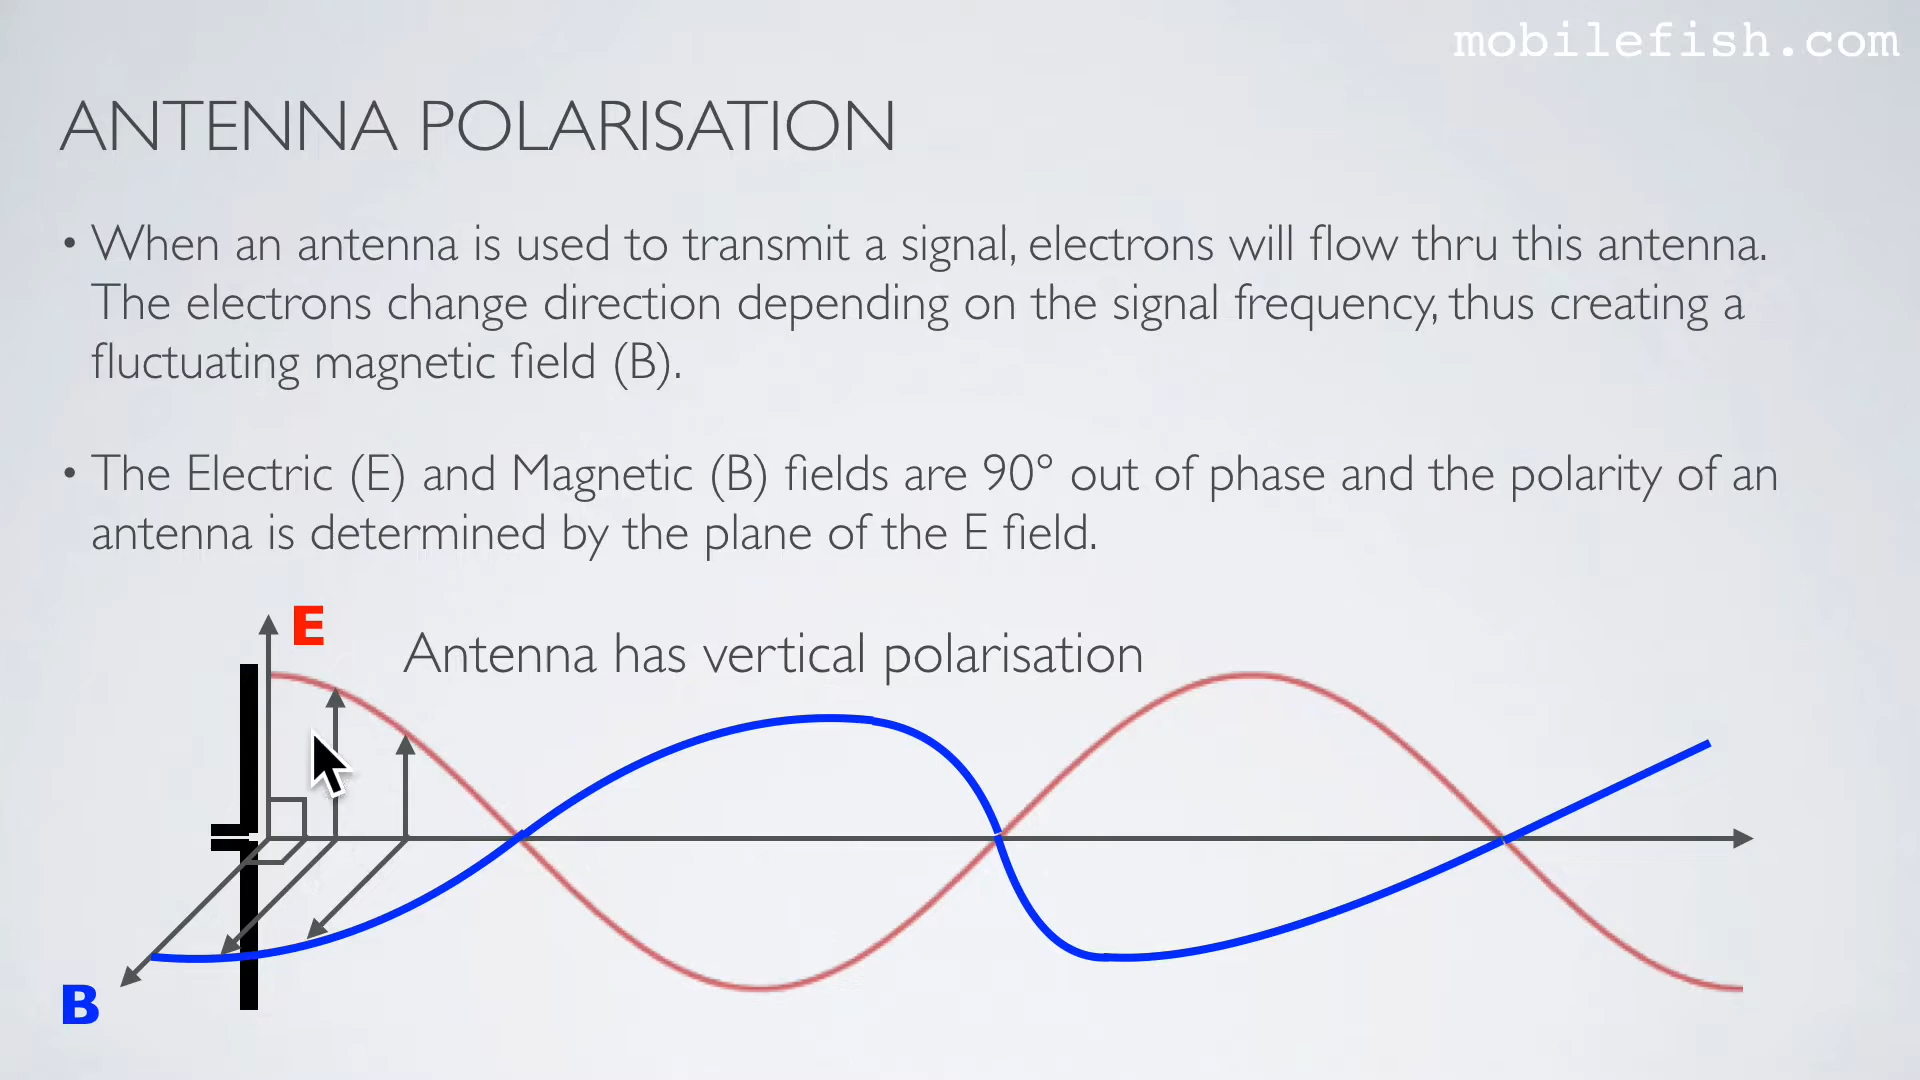 mobilefish.com
ANTENNA POLARISATION
• When an antenna is used to transmit a signal, electrons will flow thru this antenna.
The electrons change direction depending on the signal frequency, thus creating a
fluctuating magnetic field (B).
• The Electric (E) and Magnetic (B) fields are 90° out of phase and the polarity of an
antenna is determined by the plane of the E field.
E
Antenna has vertical polarisation
B